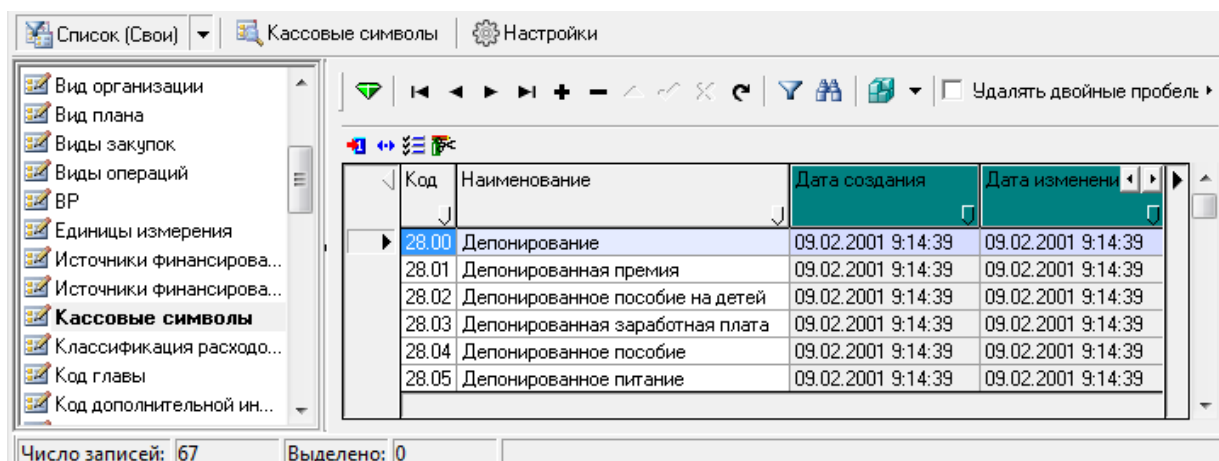 Список (Свои) Кассовые символы Настройки
Вид организации
Вид плана
Виды закупок
Виды операций
ВР
Единицы измерения
Источники финансирова...
Источники финансирова...
Кассовые символы
Классификация расходо...
Код главы
Код дополнительной ин...
Удалять двойные пробель
Код Наименование Дата создания Дата изменени
28.00 Депонирование 09.02.2001 9:14:39 09.02.2001 9:14:39
28.01 Депонированная премия 09.02.2001 9:14:39 09.02.2001 9:14:39
28.02 Депонированное пособие на детей 09.02.2001 9:14:39 09.02.2001 9:14:39
28.03 Депонированная заработная плата 09.02.2001 9:14:39 09.02.2001 9:14:39
28.04 Депонированное пособие 09.02.2001 9:14:39 09.02.2001 9:14:39
28.05 Депонированное питание 09.02.2001 9:14:39 09.02.2001 9:14:39
Число записей: 67 Выделено: 0